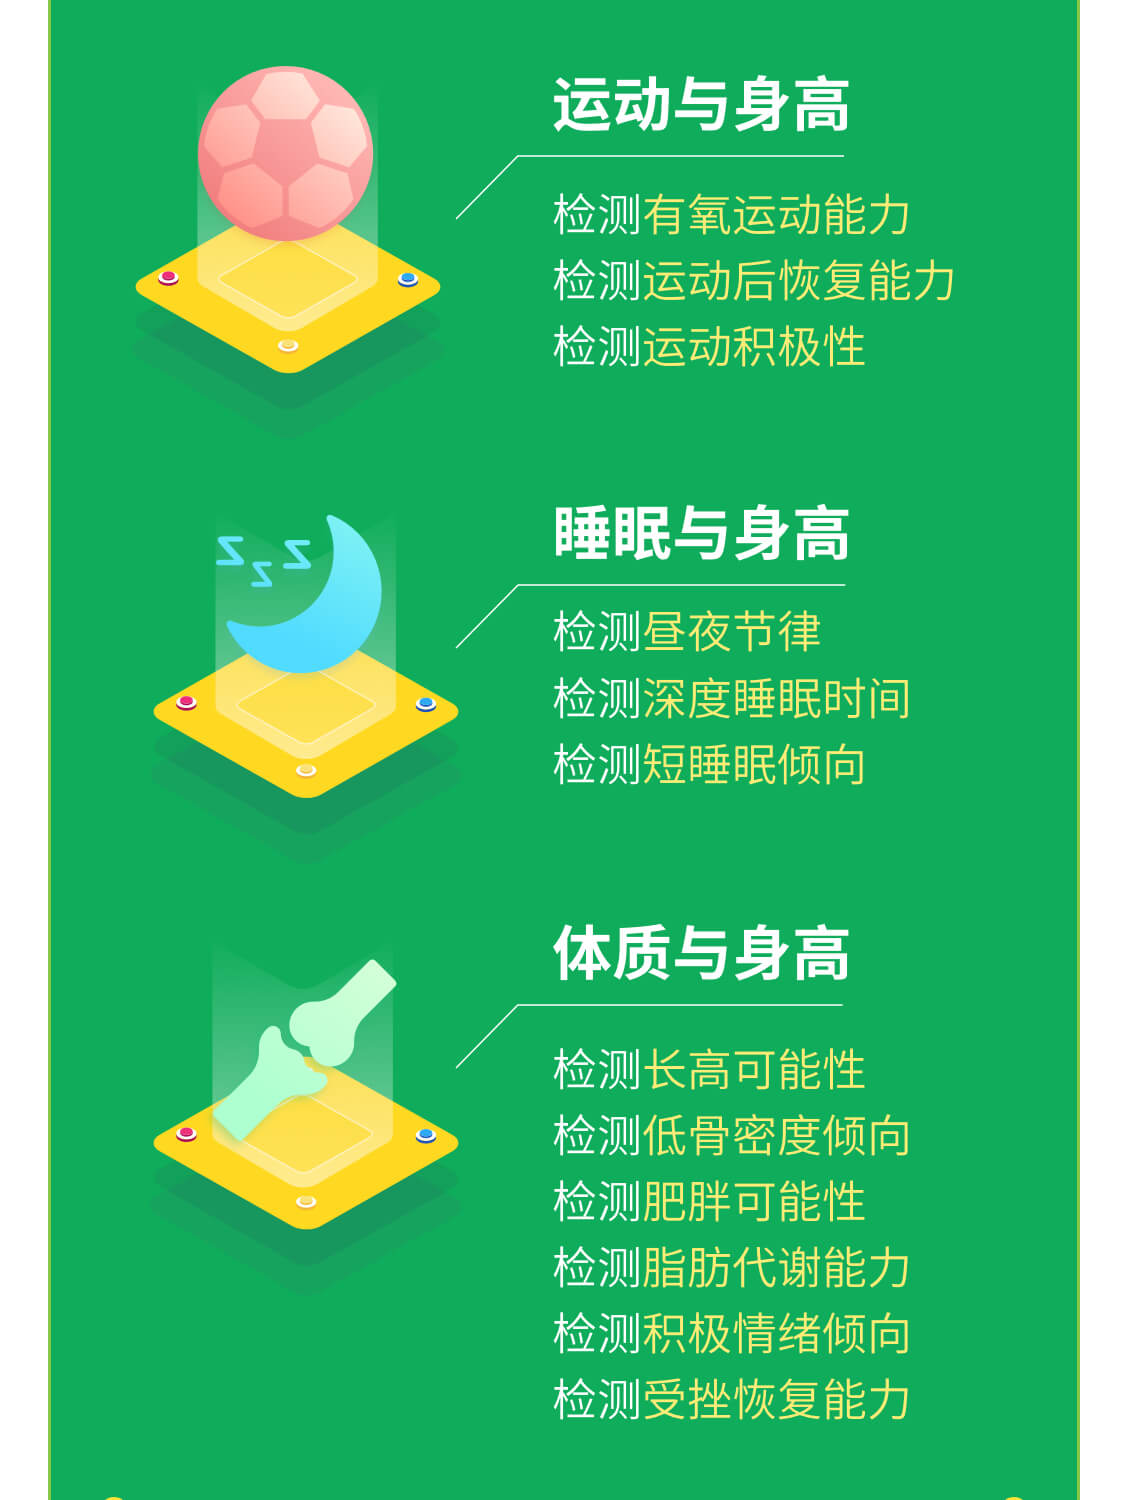 运动与身高
检测有氧运动能力
检测运动后恢复能力
检测运动积极性
睡眠与身高
检测昼夜节律
检测深度睡眠时间
检测短睡眠倾向
体质与身高
检测长高可能性
检测低骨密度倾向
检测肥胖可能性
检测脂肪代谢能力
检测积极情绪倾向
检测受挫恢复能力